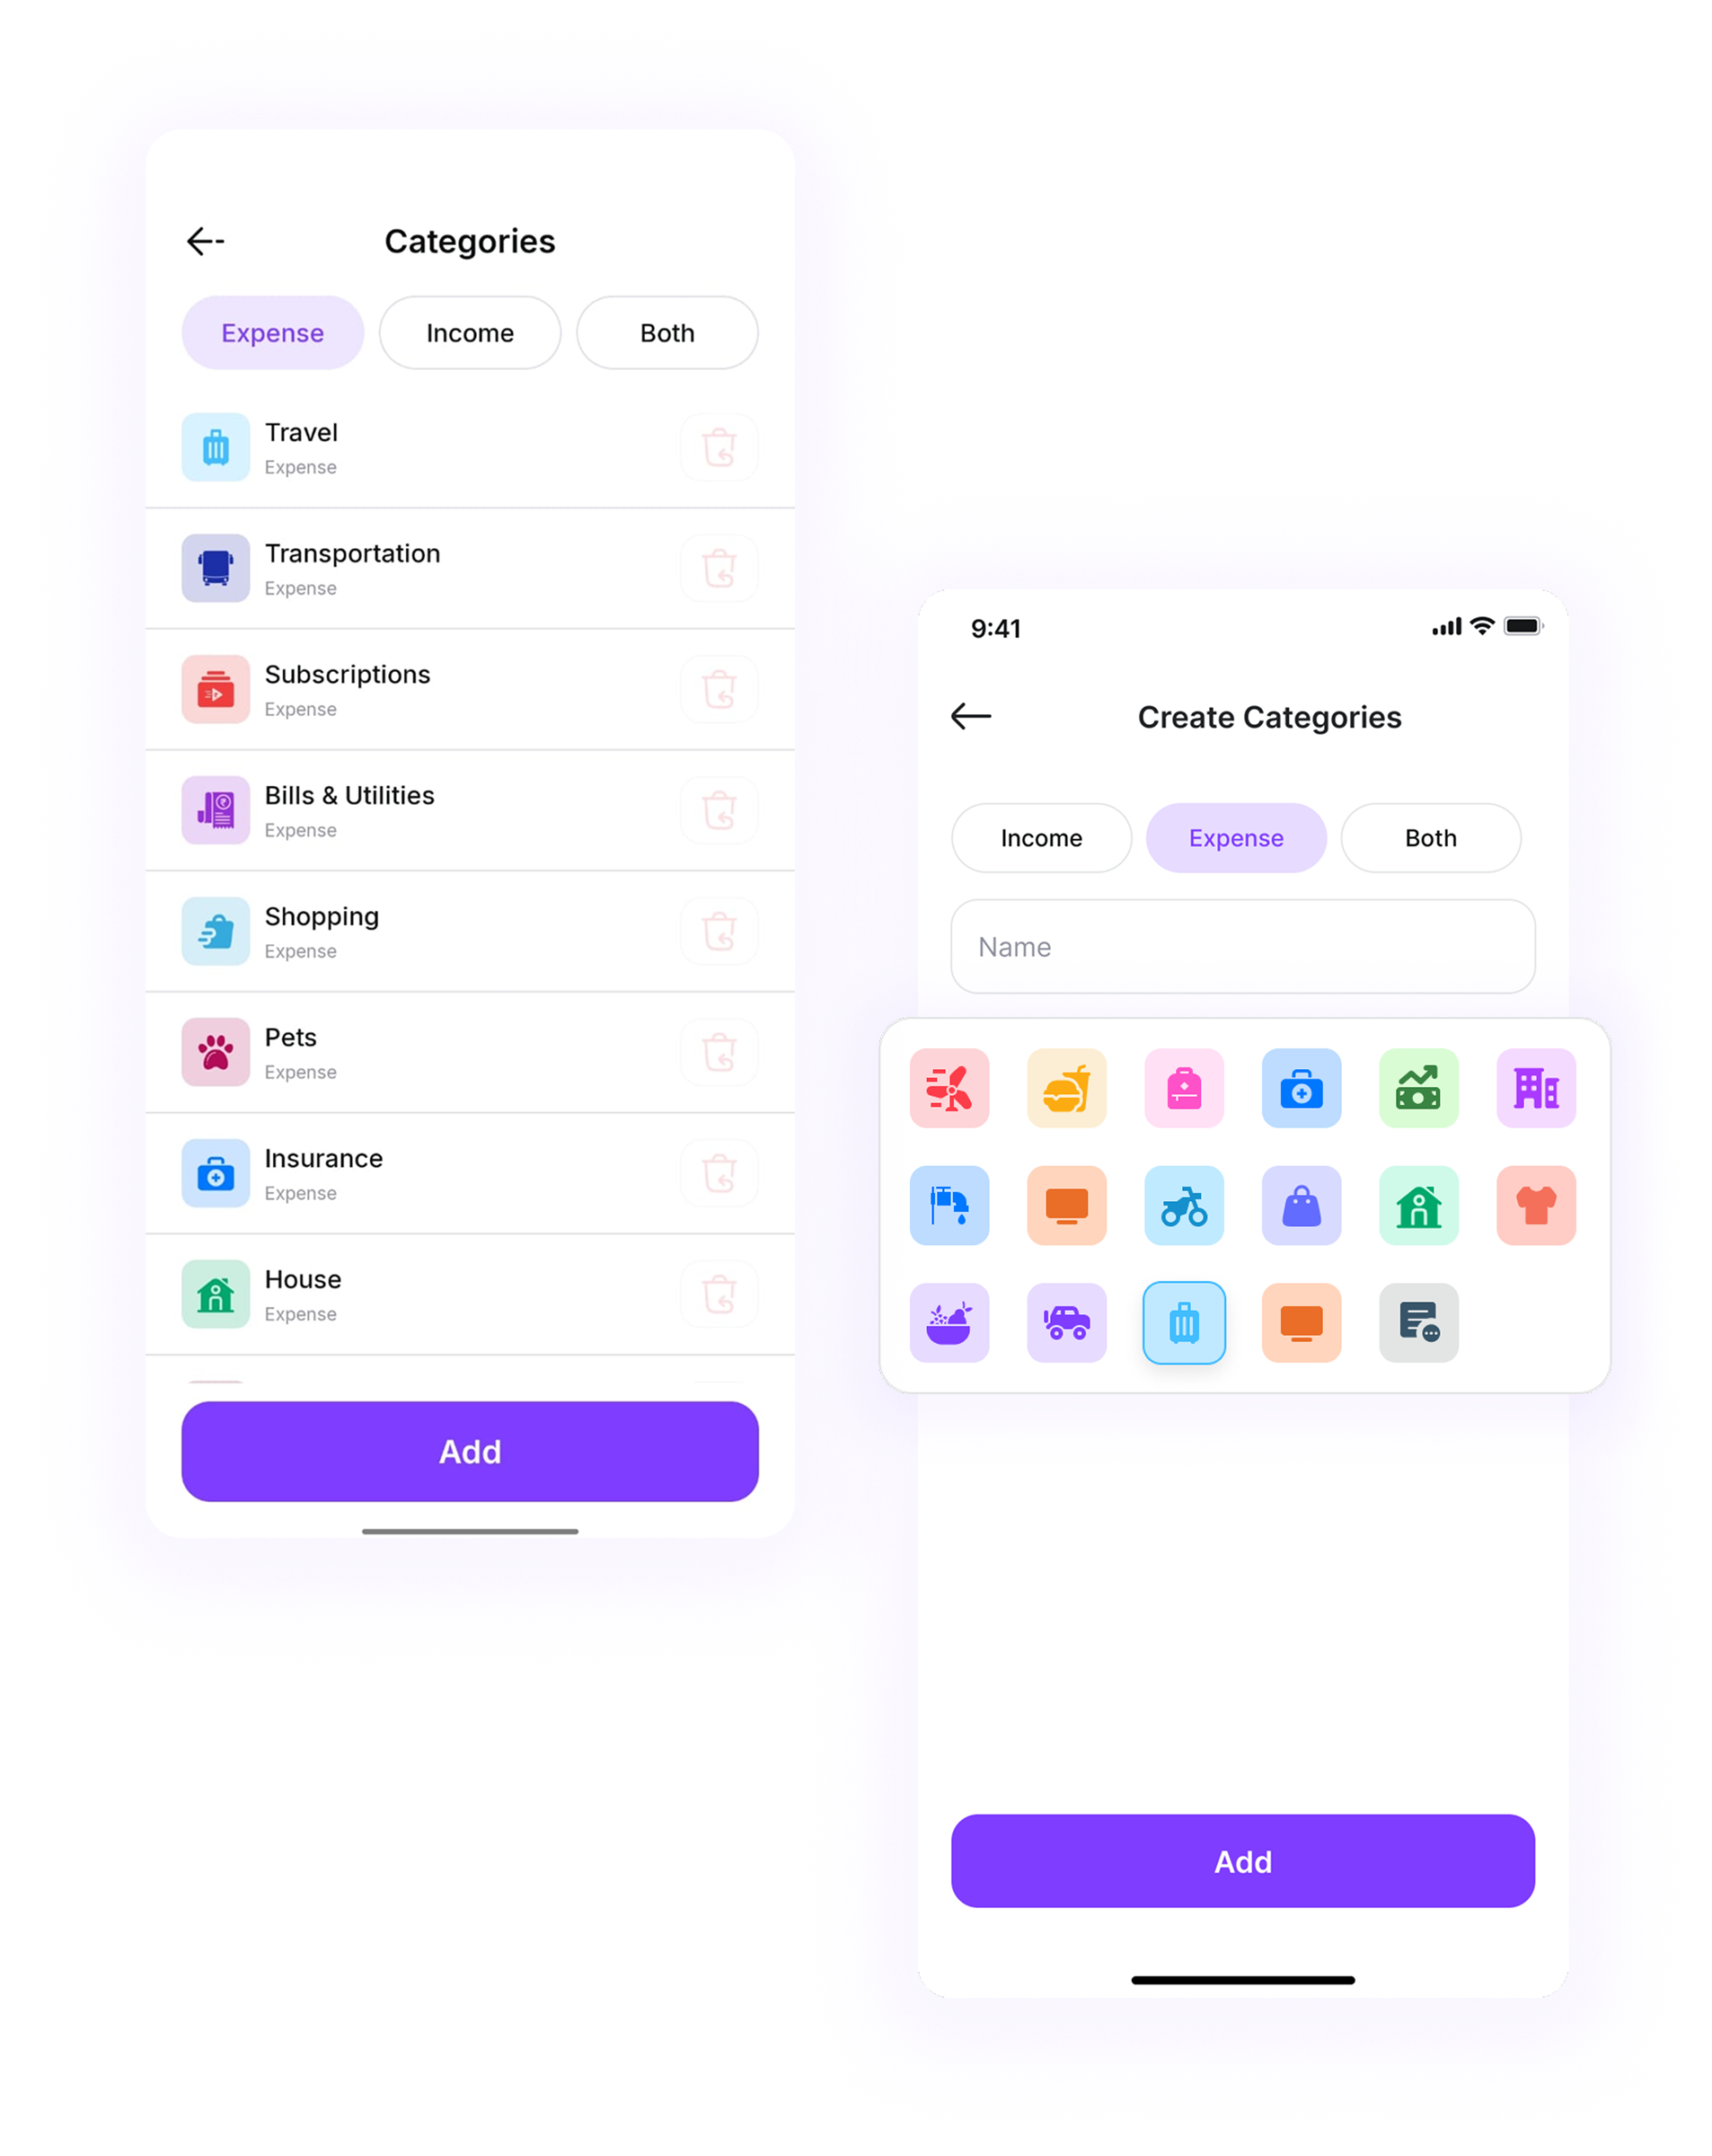 Categories
Expense Income Both
Travel
Expense
Transportation
Expense
Subscriptions
Expense
Bills & Utilities
Expense
Shopping
Expense
Pets
Expense
Insurance
Expense
House
Expense
Add
9:41
Create Categories
Income Expense Both
Name
Add